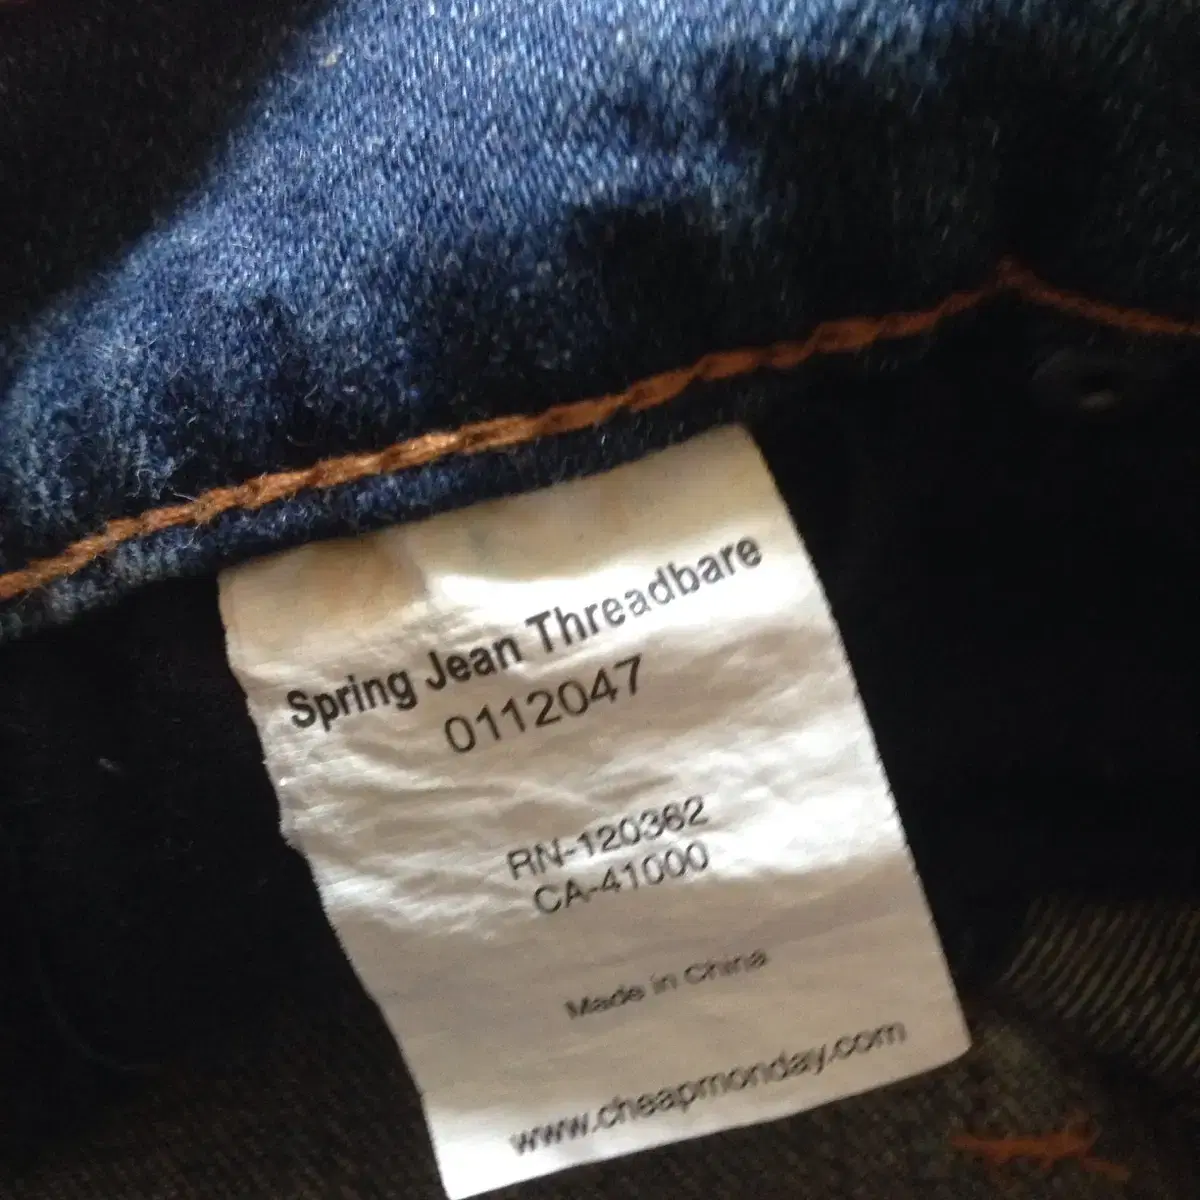 Spring Jean Threadbare
0112047
RN-120362
CA-41000
Made in China
www.cheapmonday.com